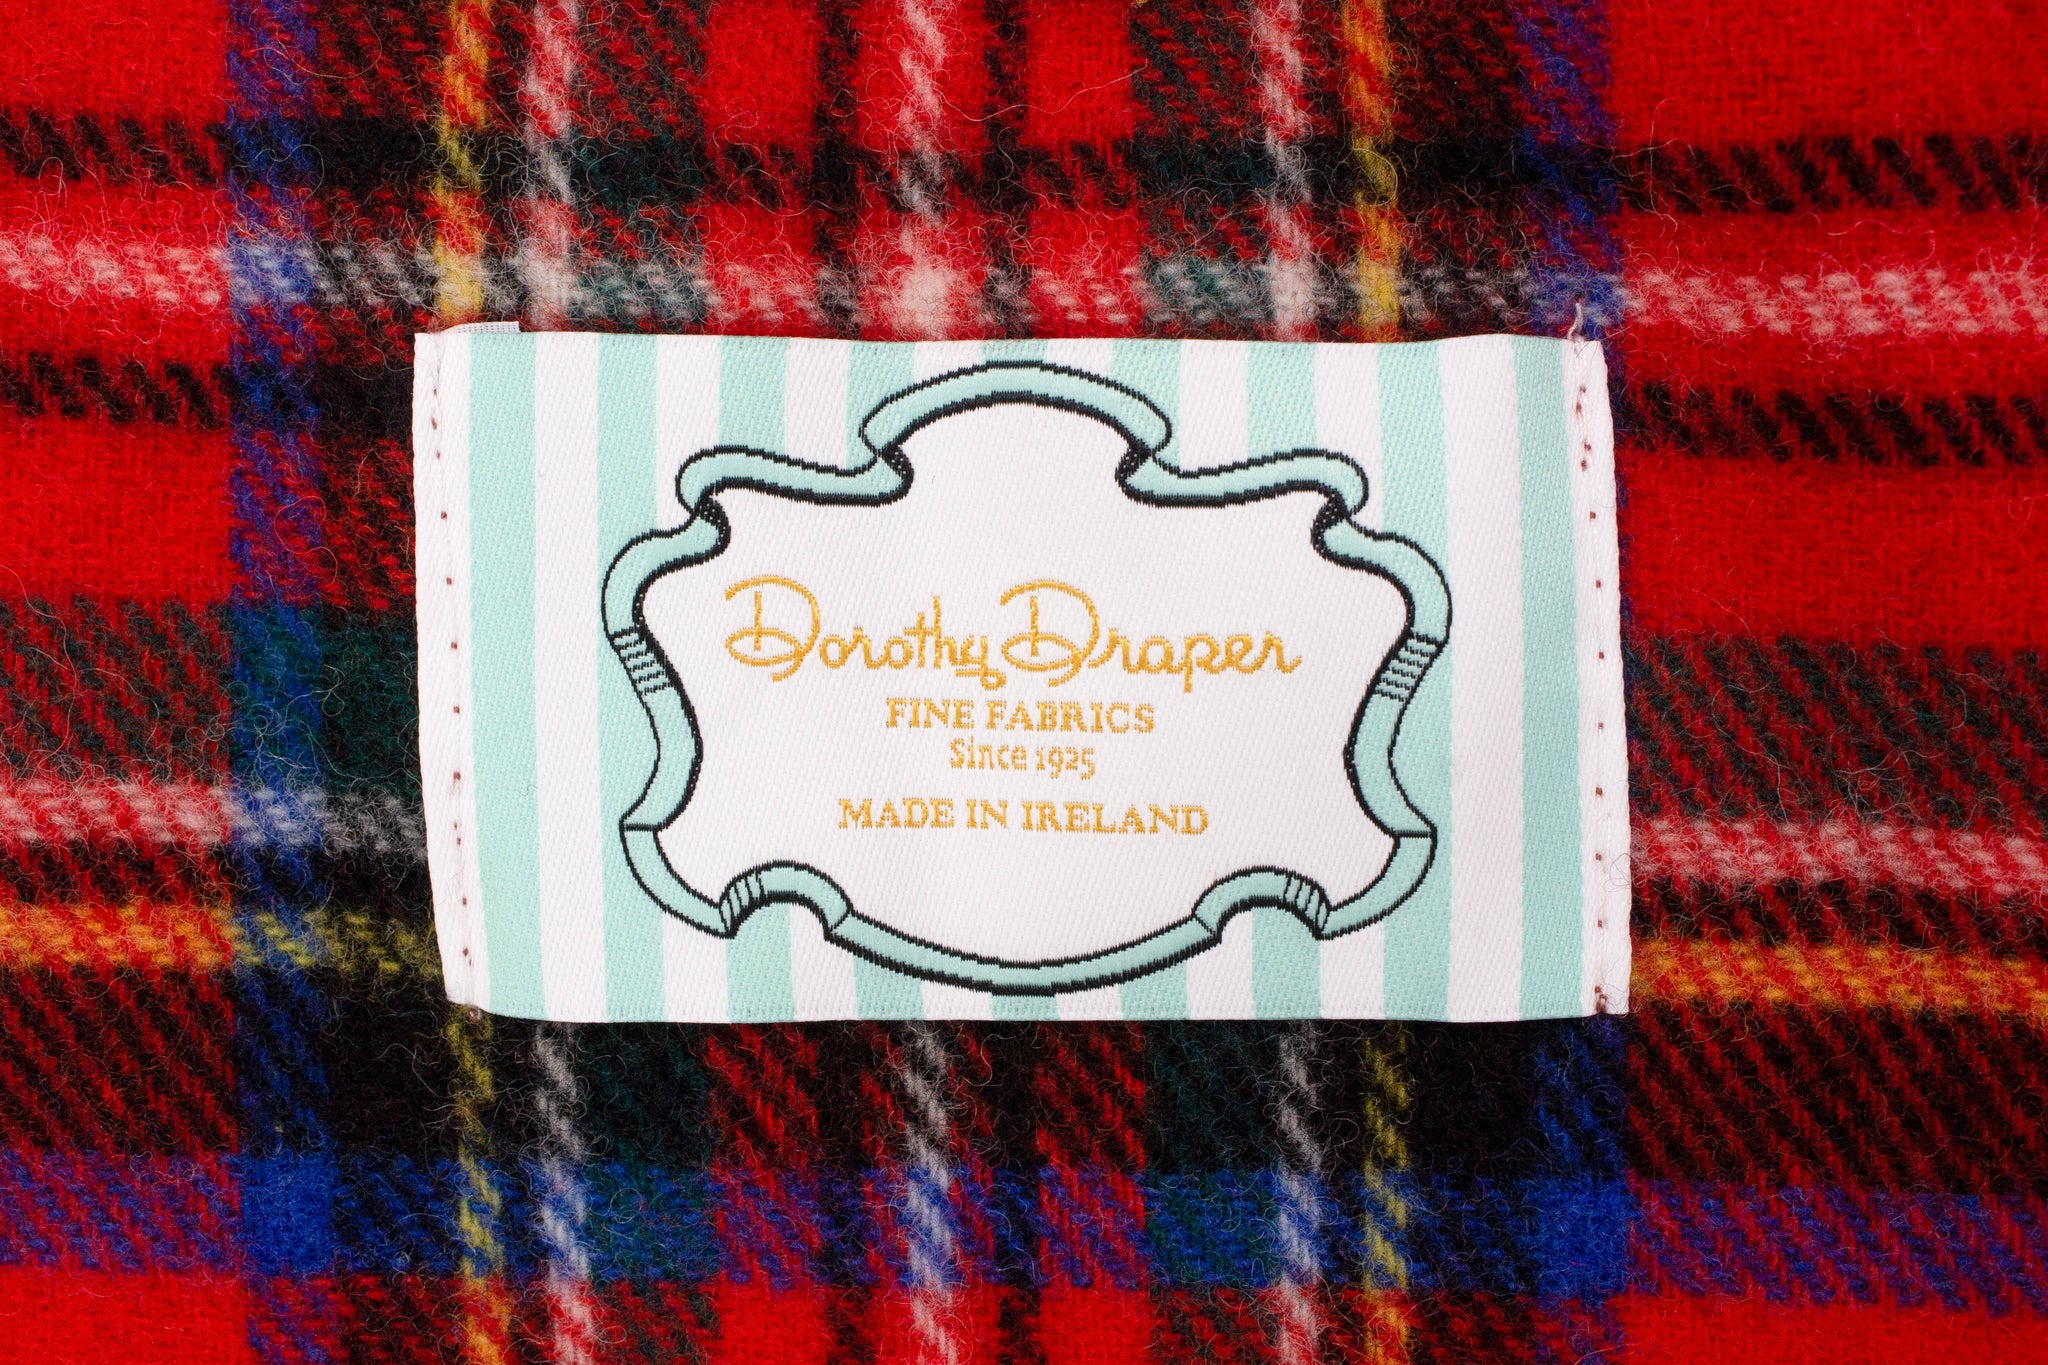 Dorothy Draper
FINE FABRICS
Since 1925
MADE IN IRELAND